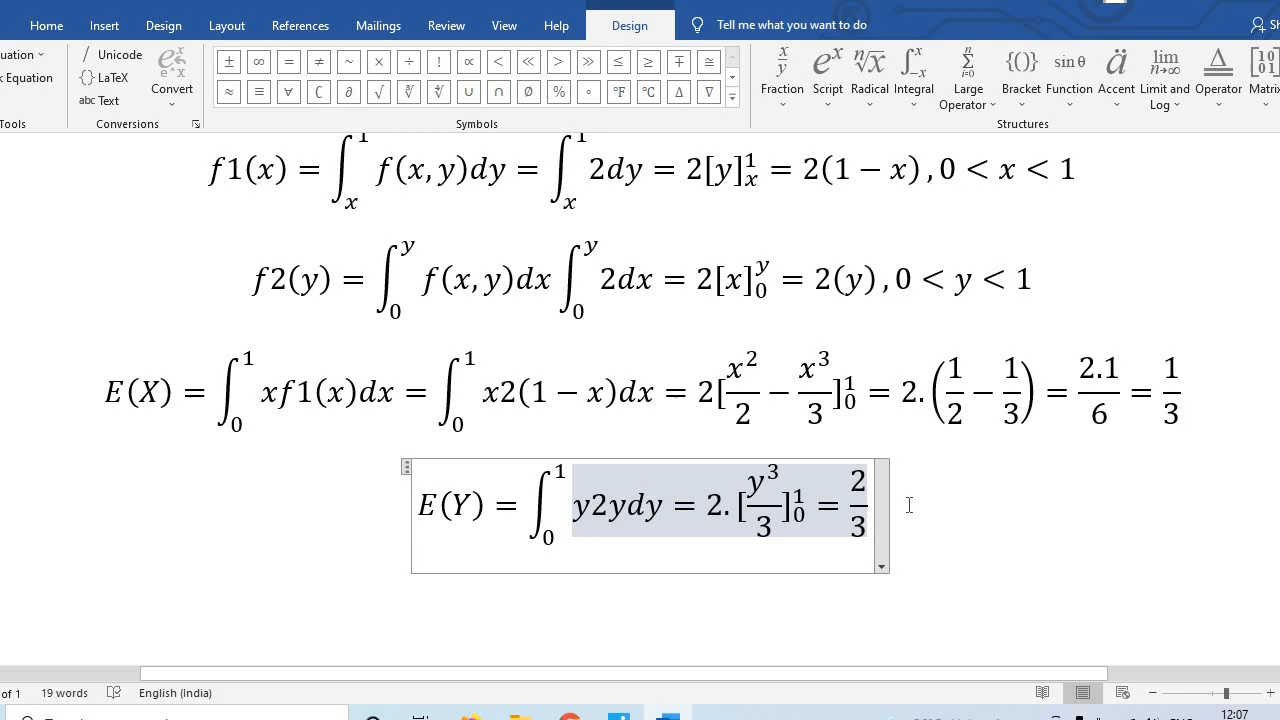 Home Insert Design Layout References Mailings Review View Help Design Tell me what you want to do
uation Unicode ± ∞ = ≠ ~ × ÷ ! ∝ < ≪ > ≫ ≤ ≥ ∓ ≅
Equation LaTeX Convert ≈ ≡ ∀ ∁ ∂ √ ∛ ∜ ∪ ∩ ∅ % ° °F °C ∆ ∇
abc Text
Fraction Script Radical Integral Large Operator Bracket Function Accent Limit and Log Operator Matrix
Tools Conversions Symbols Structures
f1(x) = ∫_x^1 f(x, y)dy = ∫_x^1 2dy = 2[y]_x^1 = 2(1 − x) , 0 < x < 1
f2(y) = ∫_0^y f(x, y)dx ∫_0^y 2dx = 2[x]_0^y = 2(y) , 0 < y < 1
E(X) = ∫_0^1 xf1(x)dx = ∫_0^1 x2(1 − x)dx = 2[x^2/2 − x^3/3]_0^1 = 2.(1/2 − 1/3) = 2.1/6 = 1/3
E(Y) = ∫_0^1 y2ydy = 2.[y^3/3]_0^1 = 2/3
of 1 19 words English (India)
12:07